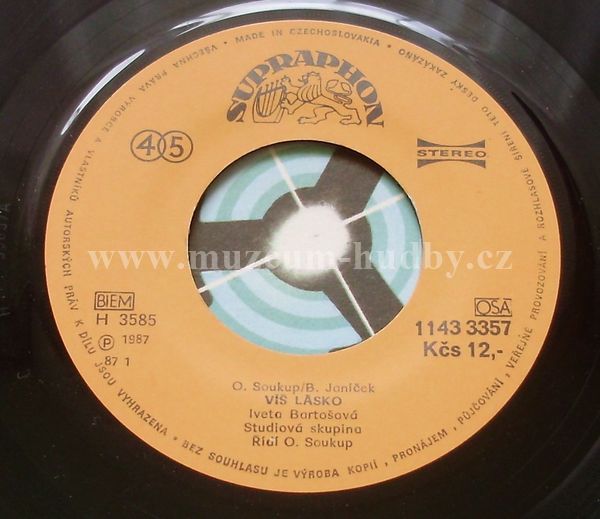 VŠECHNA PRÁVA VÝROBCE A VLASTNÍKŮ AUTORSKÝCH PRÁV K DÍLU JSOU VYHRAZENA • BEZ SOUHLASU JE VÝROBA KOPIÍ, PRONÁJEM, PŮJČOVÁNÍ, VEŘEJNÉ PROVOZOVÁNÍ A ROZHLASOVÉ ŠÍŘENÍ TÉTO DESKY ZAKÁZÁNO • MADE IN CZECHOSLOVAKIA •
SUPRAPHON
45
STEREO
www.muzeum-hudby.cz
BIEM
H 3585
Ⓟ 1987
87 1
OSA
1143 3357
Kčs 12,-
O. Soukup/B. Janíček
VÍŠ LÁSKO
Iveta Bartošová
Studiová skupina
Řídí O. Soukup